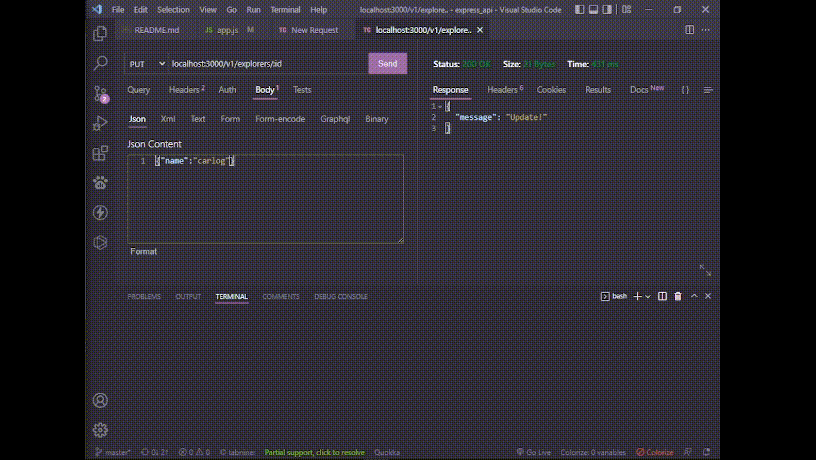 File Edit Selection View Go Run Terminal Help localhost:3000/v1/explore.. - express_api - Visual Studio Code
README.md JS app.js M TC New Request TC localhost:3000/v1/explore..
PUT localhost:3000/v1/explorers/:id Send
Status: 200 OK Size: 21 Bytes Time: 431 ms
Query Headers 2 Auth Body 1 Tests
Response Headers 6 Cookies Results Docs New {}
Json Xml Text Form Form-encode Graphql Binary
Json Content
1 {"name":"carlog"}
1 {
2 "message": "Update!"
3 }
Format
2
PROBLEMS OUTPUT TERMINAL COMMENTS DEBUG CONSOLE bash
master* 0 0 tabnine: Partial support, click to resolve Quokka Go Live Colorize: 0 variables Colorize